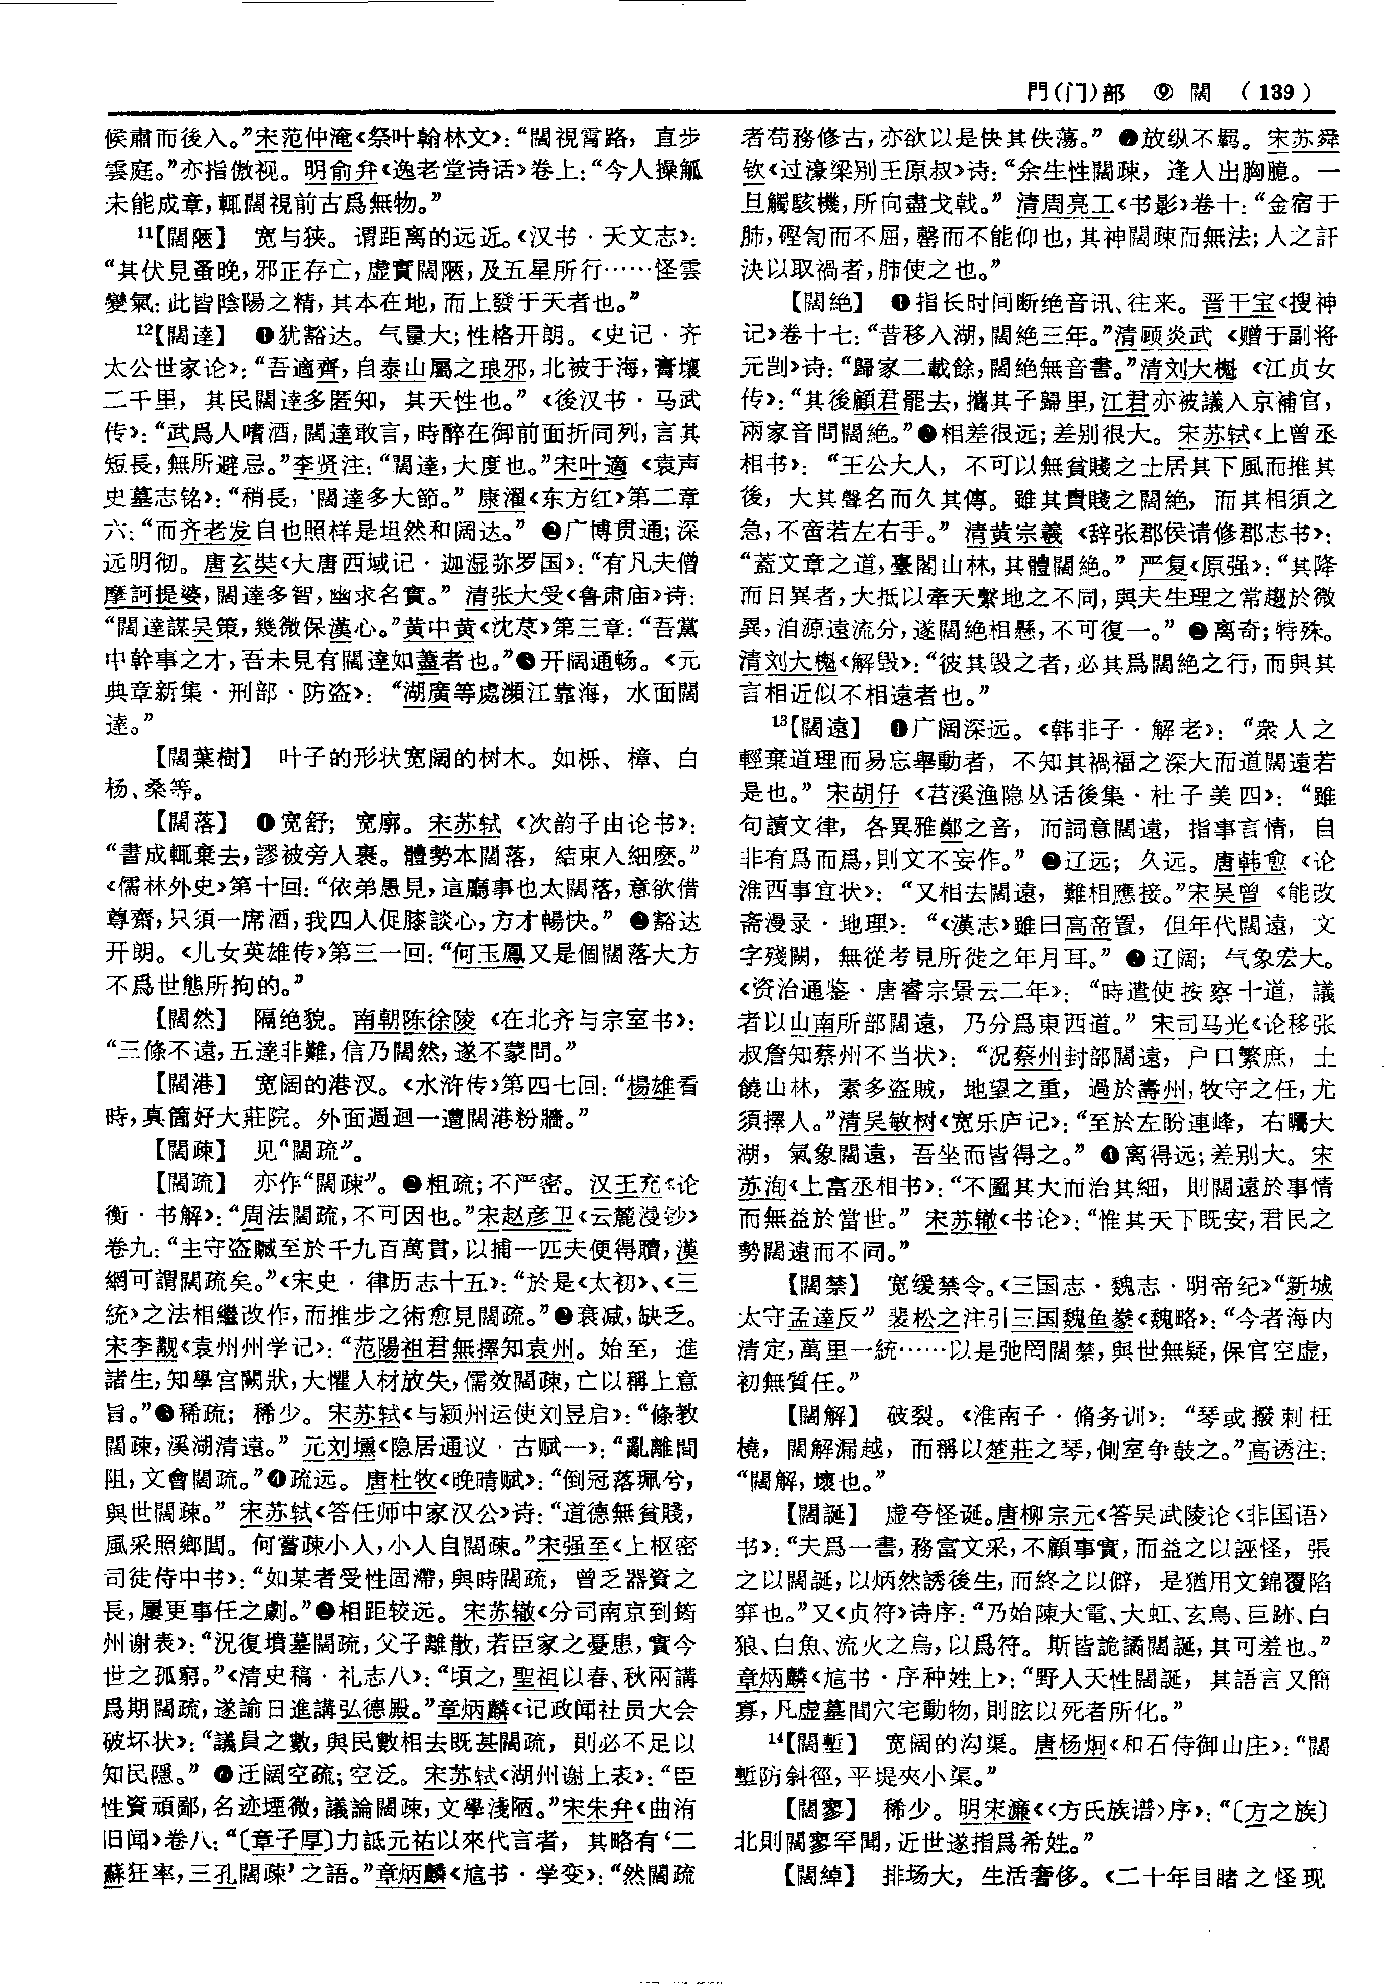 門(门)部 ⑨ 闊 (139)
候肅而後入。”宋范仲淹《祭叶翰林文》:“闊視霄路，直步
雲庭。”亦指傲视。明俞弁《逸老堂诗话》卷上:“今人操觚
未能成章,輒闊視前古爲無物。”
11【闊陿】 宽与狭。谓距离的远近。《汉书·天文志》:
“其伏見蚤晚,邪正存亡,虚實闊陿,及五星所行……怪雲
變氣:此皆陰陽之精,其本在地,而上發于天者也。”
12【闊達】 ❶犹豁达。气量大;性格开朗。《史记·齐
太公世家论》:“吾適齊,自泰山屬之琅邪,北被于海,膏壤
二千里，其民闊達多匿知，其天性也。”《後汉书·马武
传》:“武爲人嗜酒,闊達敢言,時醉在御前面折同列,言其
短長,無所避忌。”李贤注:“闊達,大度也。”宋叶適《袁声
史墓志铭》:“稍長,闊達多大節。”康濯《东方红》第二章
六:“而齐老发自也照样是坦然和阔达。” ❷广博贯通;深
远明彻。唐玄奘《大唐西域记·迦湿弥罗国》:“有凡夫僧
摩訶提婆,闊達多智,幽求名實。”清张大受《鲁肃庙》诗:
“闊達謀吴策,幾微保漢心。”黄中黄《沈荩》第三章:“吾黨
中幹事之才,吾未見有闊達如藎者也。”❸开阔通畅。《元
典章新集·刑部·防盗》:“湖廣等處瀕江靠海，水面闊
達。”
【闊葉樹】 叶子的形状宽阔的树木。如栎、樟、白
杨、桑等。
【闊落】 ❶宽舒；宽廓。宋苏轼《次韵子由论书》:
“書成輒棄去,謬被旁人裹。體勢本闊落，結束入細麽。”
《儒林外史》第十回:“依弟愚見,這廳事也太闊落,意欲借
尊齋,只須一席酒,我四人促膝談心,方才暢快。” ❷豁达
开朗。《儿女英雄传》第三一回:“何玉鳳又是個闊落大方
不爲世態所拘的。”
【闊然】 隔绝貌。南朝陈徐陵《在北齐与宗室书》:
“三條不遠,五達非難,信乃闊然,遂不蒙問。”
【闊港】 宽阔的港汊。《水浒传》第四七回:“楊雄看
時,真箇好大莊院。外面週迴一遭闊港粉牆。”
【闊疎】 见“闊疏”。
【闊疏】 亦作“闊疎”。❶粗疏;不严密。汉王充《论
衡·书解》:“周法闊疏,不可因也。”宋赵彦卫《云麓漫钞》
卷九:“主守盗贓至於千九百萬貫,以捕一匹夫便得贖,漢
網可謂闊疏矣。”《宋史·律历志十五》:“於是《太初》、《三
統》之法相繼改作,而推步之術愈見闊疏。”❷衰减,缺乏。
宋李觏《袁州州学记》:“范陽祖君無擇知袁州。始至，進
諸生,知學宫闕狀,大懼人材放失,儒效闊疎,亡以稱上意
旨。”❸稀疏；稀少。宋苏轼《与颍州运使刘昱启》:“條教
闊疎,溪湖清遠。”元刘壎《隐居通议·古赋一》:“亂離間
阻,文會闊疏。”❹疏远。唐杜牧《晚晴赋》:“倒冠落珮兮,
與世闊疎。”宋苏轼《答任师中家汉公》诗:“道德無貧賤,
風采照鄉閭。何嘗疎小人,小人自闊疎。”宋强至《上枢密
司徒侍中书》:“如某者受性固滯,與時闊疏，曾乏器資之
長,屢更事任之劇。”❺相距较远。宋苏辙《分司南京到筠
州谢表》:“況復墳墓闊疏,父子離散,若臣家之憂患,實今
世之孤窮。”《清史稿·礼志八》:“頃之,聖祖以春、秋兩講
爲期闊疏,遂諭日進講弘德殿。”章炳麟《记政闻社员大会
破坏状》:“議員之數,與民數相去既甚闊疏，則必不足以
知民隱。” ❻迂阔空疏;空泛。宋苏轼《湖州谢上表》:“臣
性資頑鄙,名迹堙微,議論闊疎,文學淺陋。”宋朱弁《曲洧
旧闻》卷八:“〔章子厚〕力詆元祐以來代言者，其略有‘二
蘇狂率,三孔闊疎’之語。”章炳麟《訄书·学变》:“然闊疏
者苟務修古,亦欲以是快其佚蕩。” ❼放纵不羁。宋苏舜
钦《过濠梁别王原叔》诗:“余生性闊疎，逢人出胸臆。一
旦觸駭機,所向盡戈戟。”清周亮工《书影》卷十:“金宿于
肺,硜訇而不屈,罄而不能仰也,其神闊疎而無法;人之訐
決以取禍者,肺使之也。”
【闊絶】 ❶指长时间断绝音讯、往来。晋干宝《搜神
记》卷十七:“昔移入湖,闊絶三年。”清顾炎武《赠于副将
元剀》诗:“歸家二載餘,闊絶無音書。”清刘大櫆《江贞女
传》:“其後顧君罷去,攜其子歸里,江君亦被議入京補官,
兩家音問闊絶。”❷相差很远;差别很大。宋苏轼《上曾丞
相书》:“王公大人，不可以無貧賤之士居其下風而推其
後，大其聲名而久其傳。雖其貴賤之闊絶，而其相須之
急,不啻若左右手。”清黄宗羲《辞张郡侯请修郡志书》:
“蓋文章之道,臺閣山林,其體闊絶。”严复《原强》:“其降
而日異者,大抵以牽天繫地之不同,與夫生理之常趨於微
異,洎源遠流分,遂闊絶相懸,不可復一。” ❸离奇;特殊。
清刘大櫆《解毁》:“彼其毁之者,必其爲闊絶之行,而與其
言相近似不相遠者也。”
13【闊遠】 ❶广阔深远。《韩非子·解老》:“衆人之
輕棄道理而易忘舉動者，不知其禍福之深大而道闊遠若
是也。”宋胡仔《苕溪渔隐丛话後集·杜子美四》:“雖
句讀文律，各異雅鄭之音，而詞意闊遠，指事言情，自
非有爲而爲,則文不妄作。” ❷辽远；久远。唐韩愈《论
淮西事宜状》:“又相去闊遠，難相應接。”宋吴曾《能改
斋漫录·地理》:“《漢志》雖曰高帝置，但年代闊遠，文
字殘闕，無從考見所徙之年月耳。” ❸辽阔；气象宏大。
《资治通鉴·唐睿宗景云二年》:“時遣使按察十道，議
者以山南所部闊遠，乃分爲東西道。”宋司马光《论移张
叔詹知蔡州不当状》:“況蔡州封部闊遠，户口繁庶，土
饒山林，素多盗賊，地望之重，過於壽州,牧守之任,尤
須擇人。”清吴敏树《宽乐庐记》:“至於左盼連峰，右矚大
湖，氣象闊遠，吾坐而皆得之。” ❹离得远;差别大。宋
苏洵《上富丞相书》:“不圖其大而治其細，則闊遠於事情
而無益於當世。”宋苏辙《书论》:“惟其天下既安,君民之
勢闊遠而不同。”
【闊禁】 宽缓禁令。《三国志·魏志·明帝纪》“新城
太守孟達反”裴松之注引三国魏鱼豢《魏略》:“今者海内
清定,萬里一統……以是弛罔闊禁,與世無疑,保官空虚,
初無質任。”
【闊解】 破裂。《淮南子·脩务训》:“琴或撥剌枉
橈，闊解漏越，而稱以楚莊之琴,側室争鼓之。”高诱注:
“闊解,壞也。”
【闊誕】 虚夸怪诞。唐柳宗元《答吴武陵论〈非国语〉
书》:“夫爲一書,務富文采,不顧事實,而益之以誣怪，張
之以闊誕,以炳然誘後生,而終之以僻，是猶用文錦覆陷
穽也。”又《贞符》诗序:“乃始陳大電、大虹、玄鳥、巨跡、白
狼、白魚、流火之烏,以爲符。斯皆詭譎闊誕,其可羞也。”
章炳麟《訄书·序种姓上》:“野人天性闊誕，其語言又簡
寡,凡虚墓間穴宅動物,則眩以死者所化。”
14【闊塹】 宽阔的沟渠。唐杨炯《和石侍御山庄》:“闊
塹防斜徑,平堤夾小渠。”
【闊寥】 稀少。明宋濂《〈方氏族谱〉序》:“〔方之族〕
北則闊寥罕聞,近世遂指爲希姓。”
【闊綽】 排场大，生活奢侈。《二十年目睹之怪现